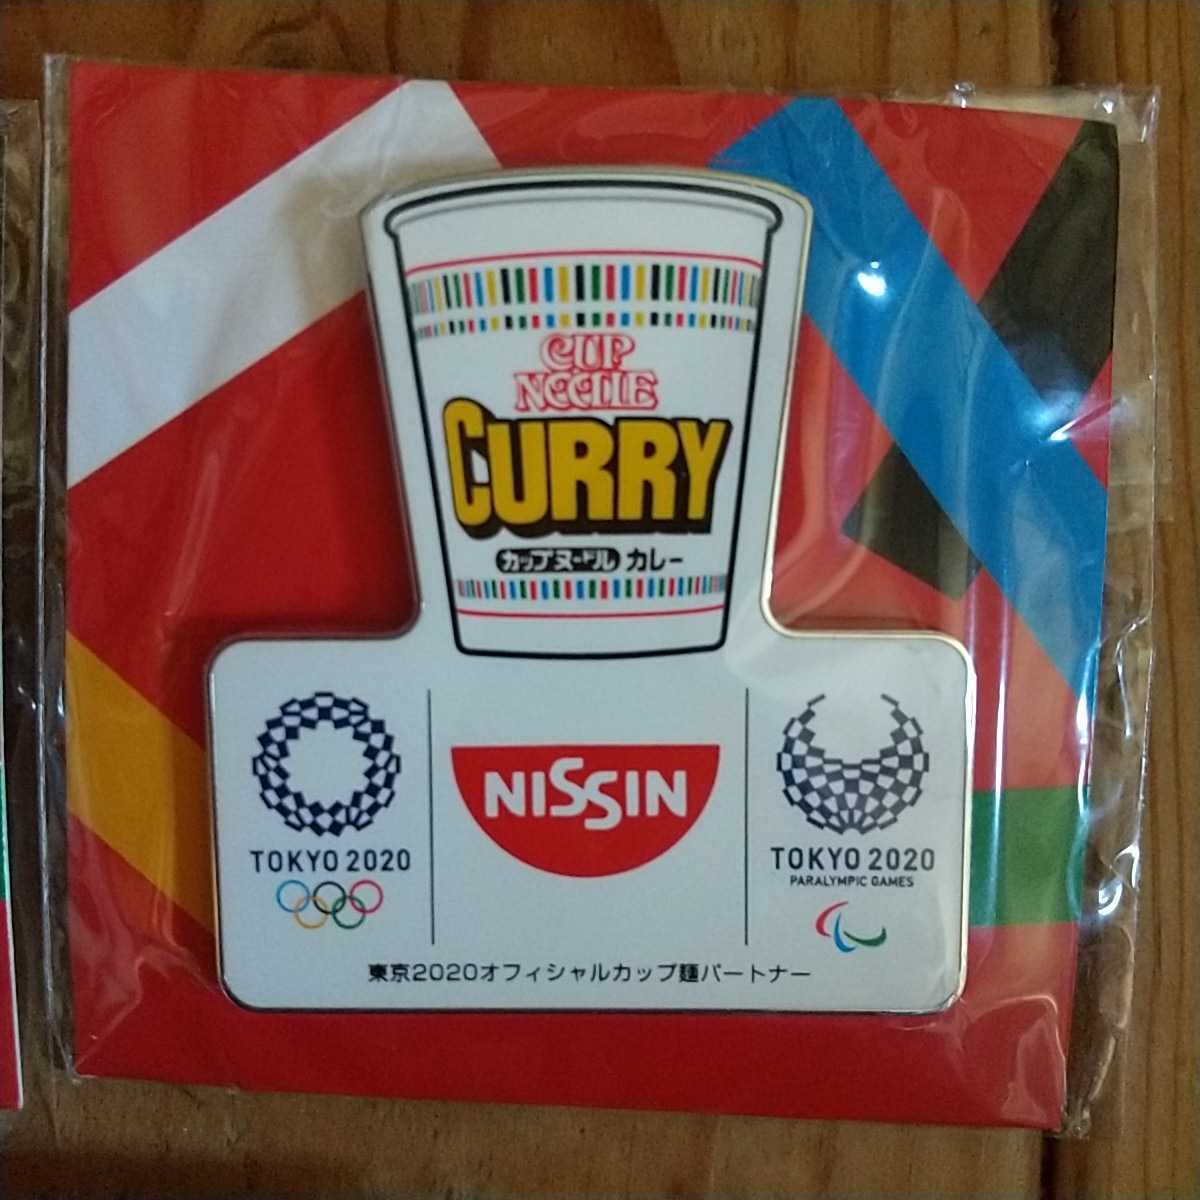 CUP
NOODLE
CURRY
カップヌードル カレー
TOKYO 2020
NISSIN
TOKYO 2020
PARALYMPIC GAMES
東京2020オフィシャルカップ麺パートナー